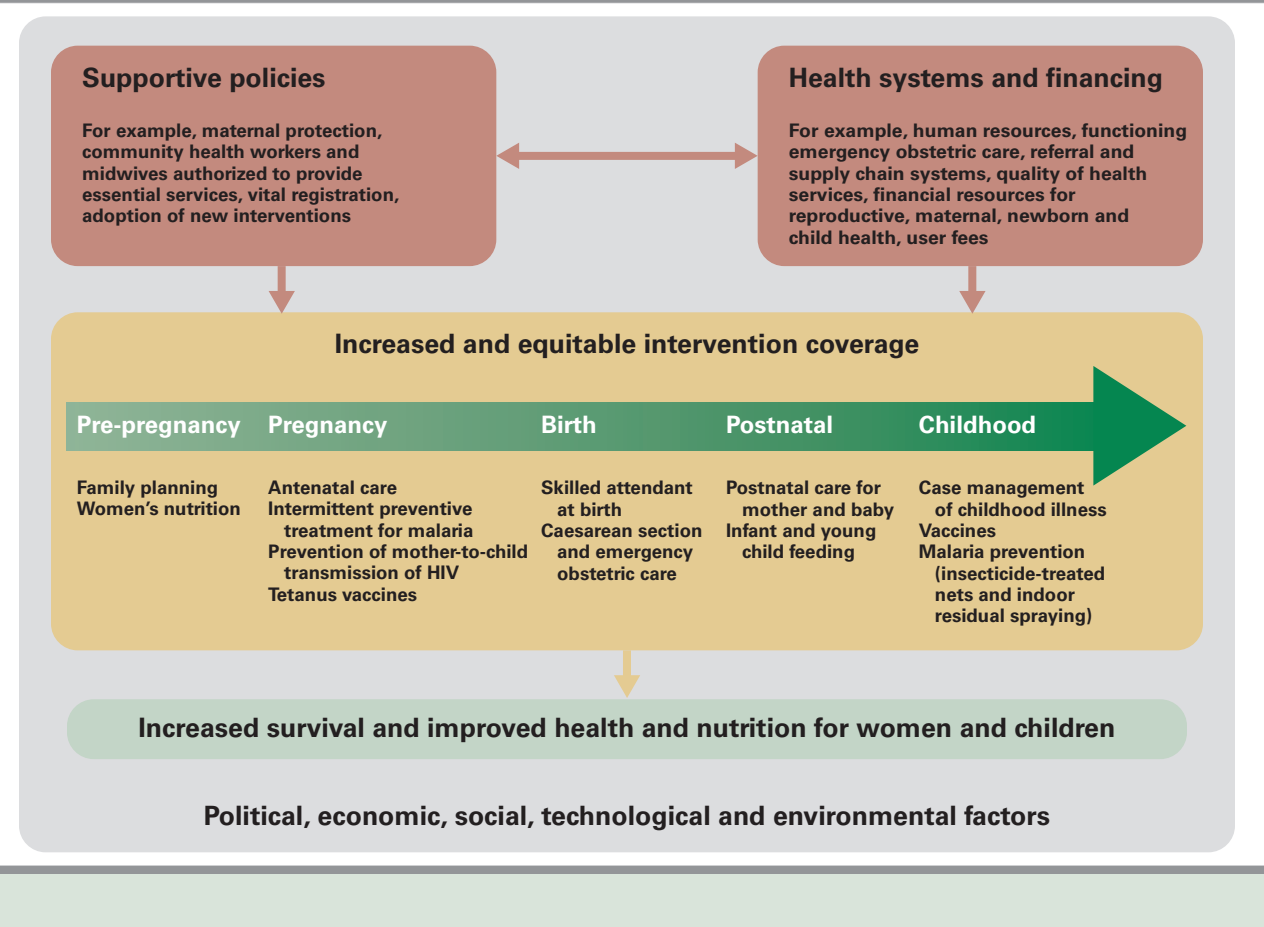 Supportive policies
For example, maternal protection,
community health workers and
midwives authorized to provide
essential services, vital registration,
adoption of new interventions
Health systems and financing
For example, human resources, functioning
emergency obstetric care, referral and
supply chain systems, quality of health
services, financial resources for
reproductive, maternal, newborn and
child health, user fees
Increased and equitable intervention coverage
Pre-pregnancy
Family planning
Women’s nutrition
Pregnancy
Antenatal care
Intermittent preventive
treatment for malaria
Prevention of mother-to-child
transmission of HIV
Tetanus vaccines
Birth
Skilled attendant
at birth
Caesarean section
and emergency
obstetric care
Postnatal
Postnatal care for
mother and baby
Infant and young
child feeding
Childhood
Case management
of childhood illness
Vaccines
Malaria prevention
(insecticide-treated
nets and indoor
residual spraying)
Increased survival and improved health and nutrition for women and children
Political, economic, social, technological and environmental factors